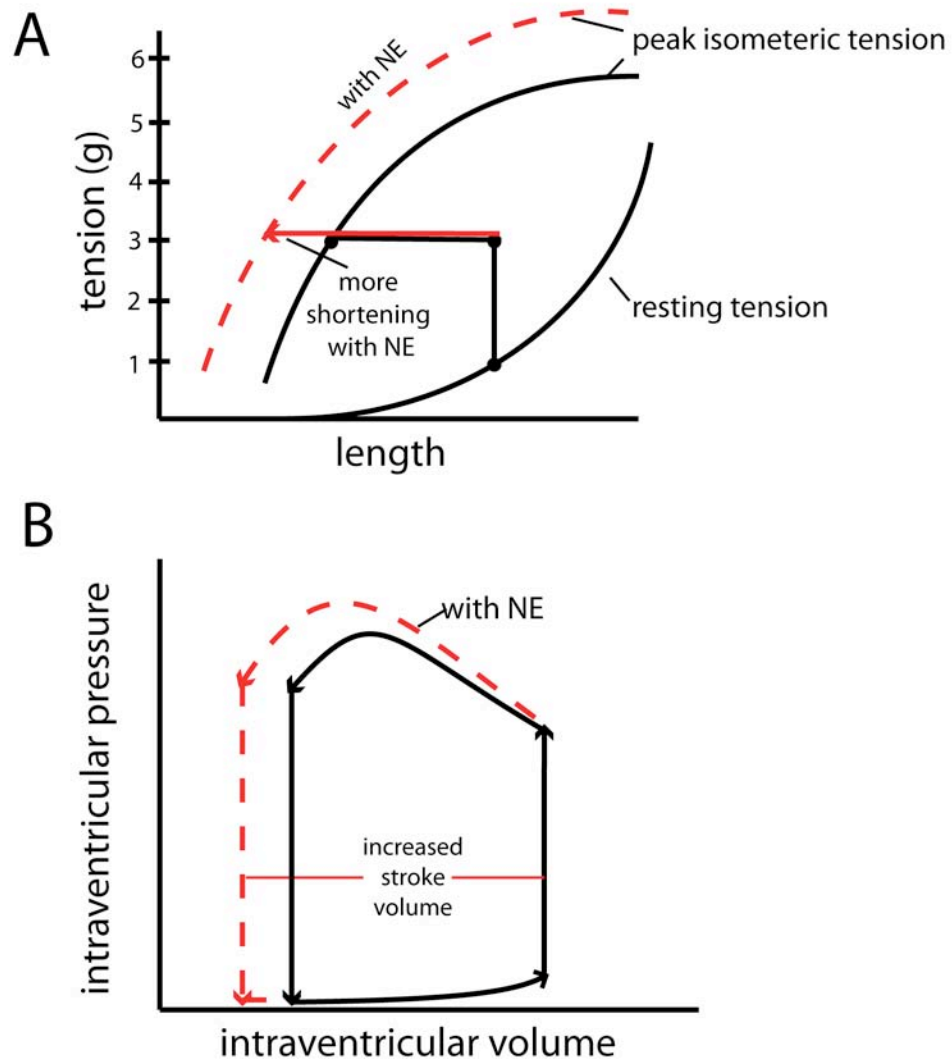 A
tension (g)
6
5
4
3
2
1
with NE
peak isometeric tension
more
shortening
with NE
resting tension
length
B
intraventricular pressure
with NE
increased
stroke
volume
intraventricular volume